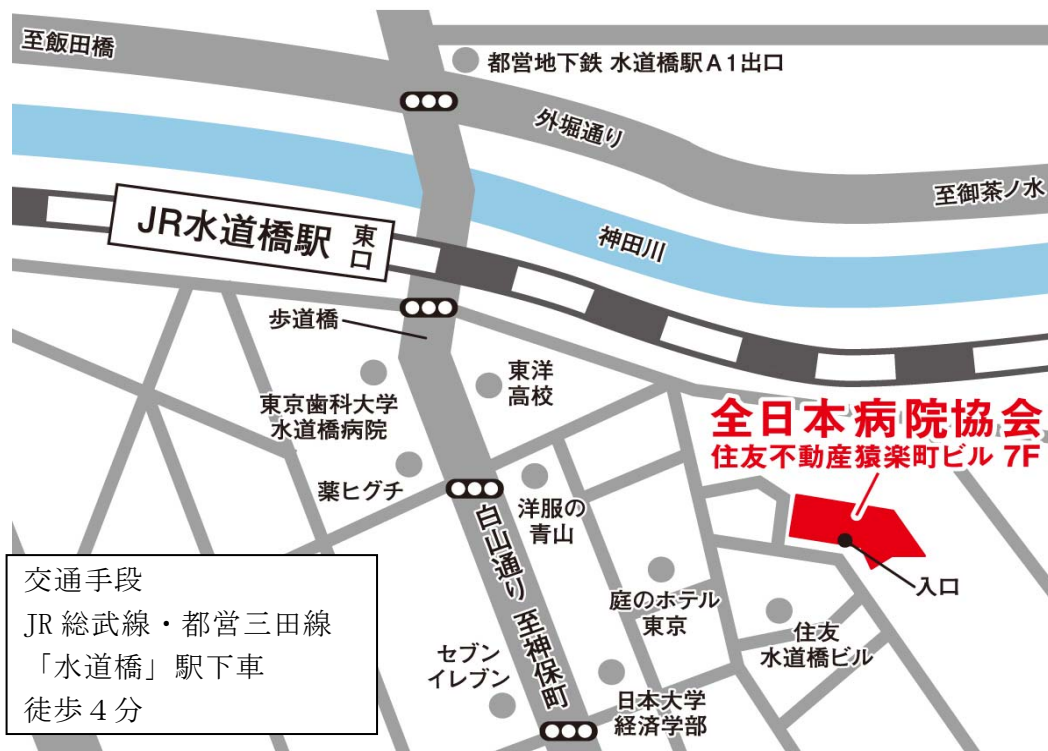 至飯田橋
都営地下鉄 水道橋駅A1出口
外堀通り
至御茶ノ水
JR水道橋駅 東口
神田川
歩道橋
東洋
高校
東京歯科大学
水道橋病院
全日本病院協会
住友不動産猿楽町ビル 7F
薬ヒグチ
洋服の
青山
白山通り 至神保町
入口
庭のホテル
東京
住友
水道橋ビル
セブン
イレブン
日本大学
経済学部
交通手段
JR 総武線・都営三田線
「水道橋」駅下車
徒歩４分